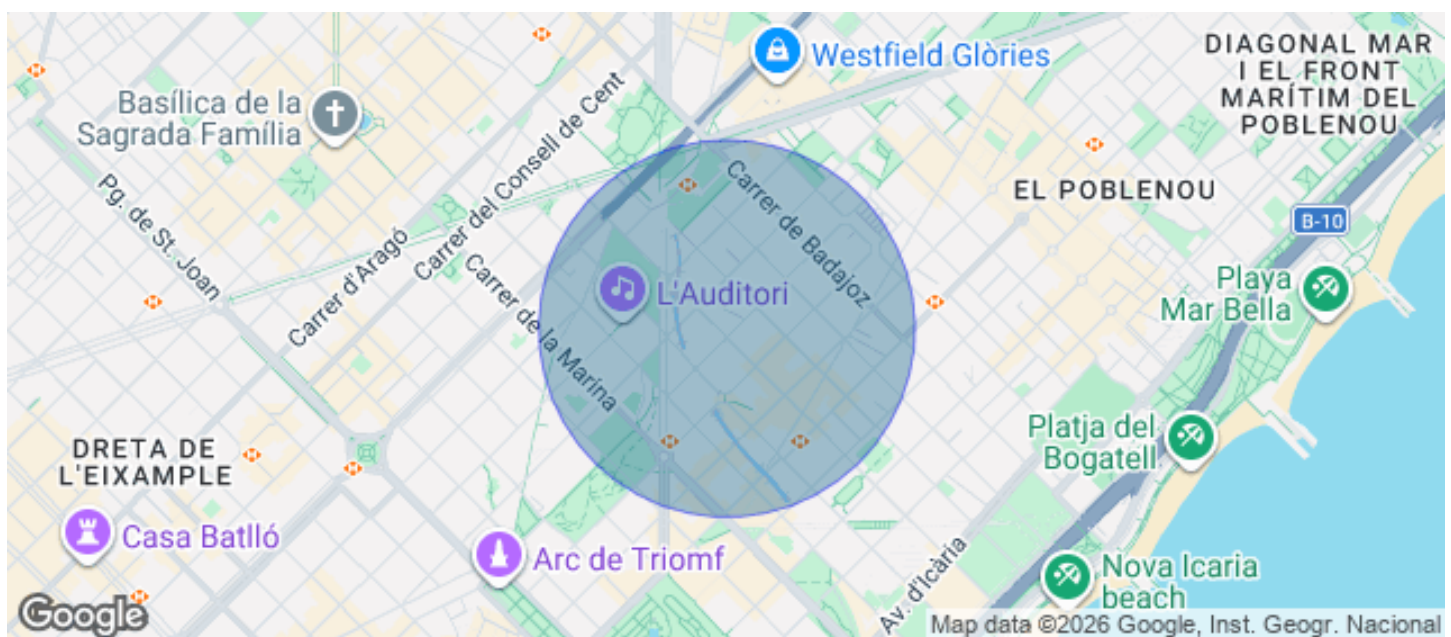 Westfield Glòries
DIAGONAL MAR
I EL FRONT
MARÍTIM DEL
POBLENOU
Basílica de la
Sagrada Família
Carrer del Consell de Cent
Pg. de St. Joan
Carrer d'Aragó
Carrer de Badajoz
EL POBLENOU
B-10
Carrer de la Marina
L'Auditori
Playa
Mar Bella
DRETA DE
L'EIXAMPLE
Platja del
Bogatell
Casa Batlló
Arc de Triomf
Av. d'Icària
Nova Icaria
beach
Google
Map data ©2026 Google, Inst. Geogr. Nacional